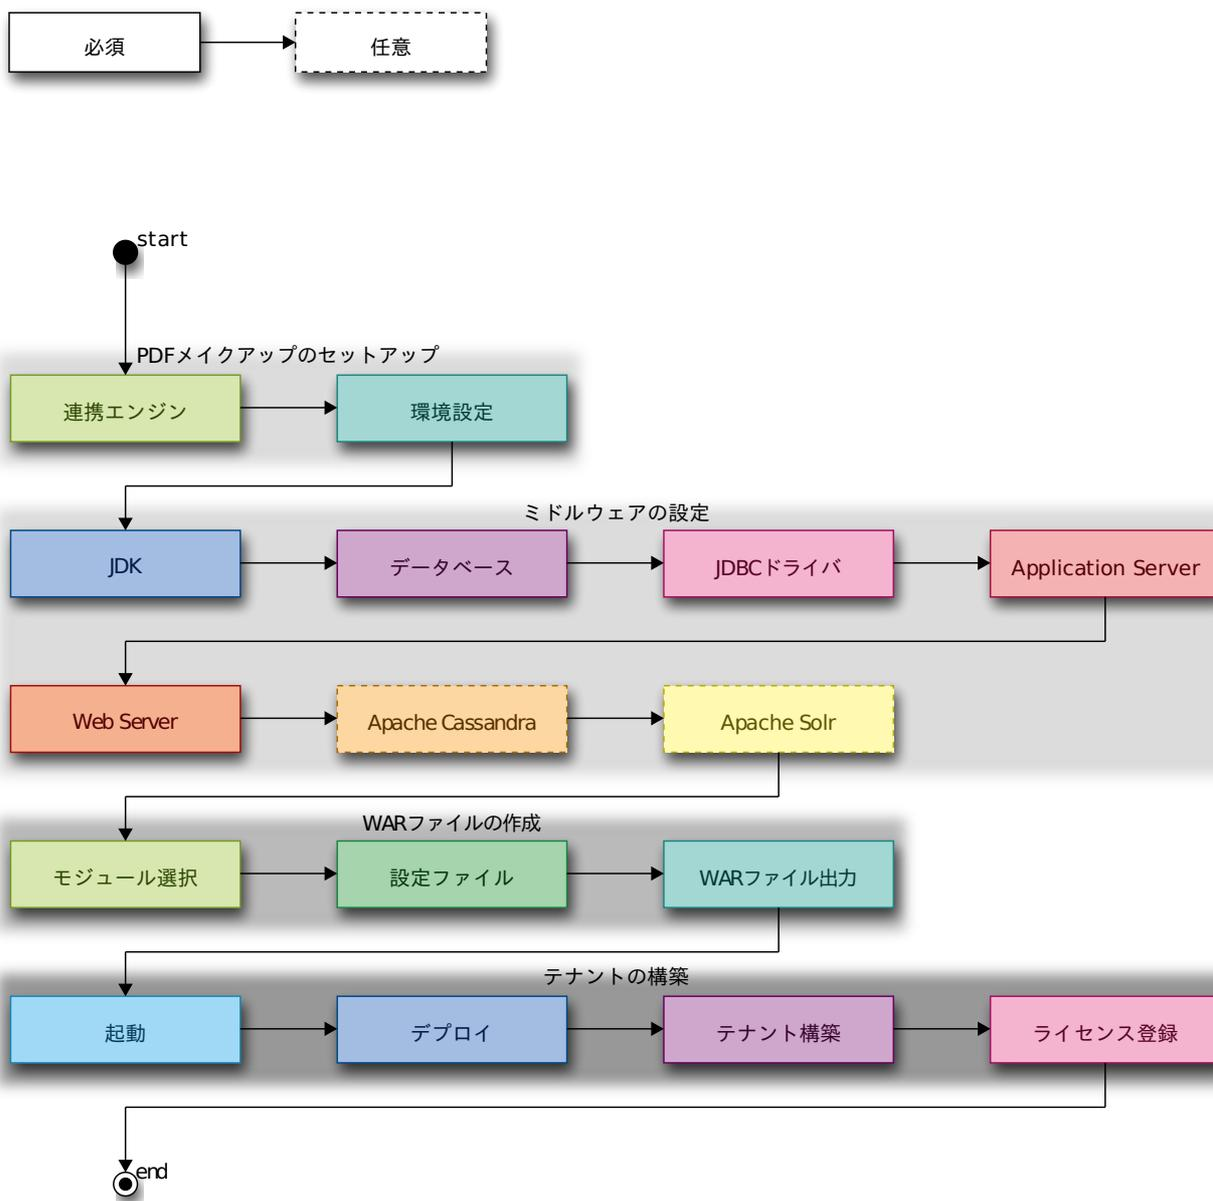 必須
任意
start
PDFメイクアップのセットアップ
連携エンジン
環境設定
ミドルウェアの設定
JDK
データベース
JDBCドライバ
Application Server
Web Server
Apache Cassandra
Apache Solr
WARファイルの作成
モジュール選択
設定ファイル
WARファイル出力
テナントの構築
起動
デプロイ
テナント構築
ライセンス登録
end